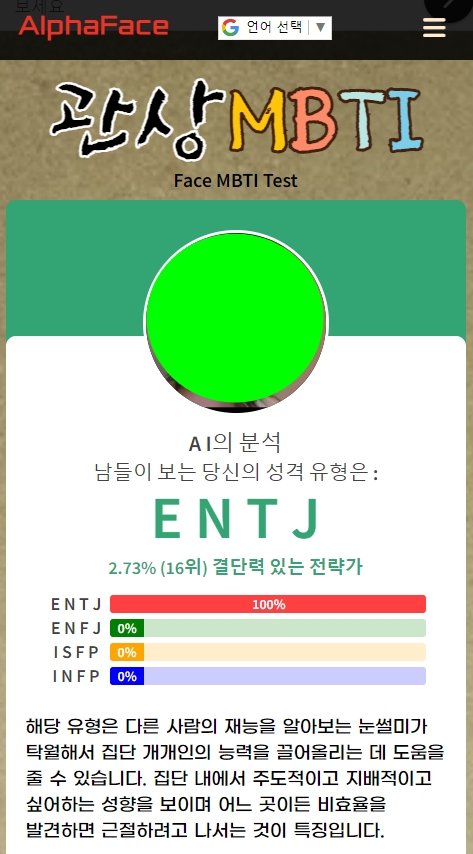 보세요
AlphaFace
언어 선택 ▼
관상MBTI
Face MBTI Test
AI의 분석
남들이 보는 당신의 성격 유형은 :
ENTJ
2.73% (16위) 결단력 있는 전략가
ENTJ 100%
ENFJ 0%
ISFP 0%
INFP 0%
해당 유형은 다른 사람의 재능을 알아보는 눈썰미가
탁월해서 집단 개개인의 능력을 끌어올리는 데 도움을
줄 수 있습니다. 집단 내에서 주도적이고 지배적이고
싶어하는 성향을 보이며 어느 곳이든 비효율을
발견하면 근절하려고 나서는 것이 특징입니다.